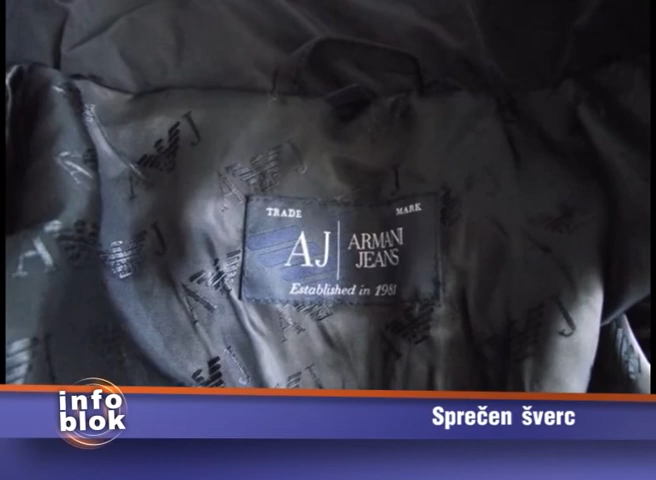 TRADE MARK
AJ ARMANI
JEANS
Established in 1981
info
blok
Sprečen šverc